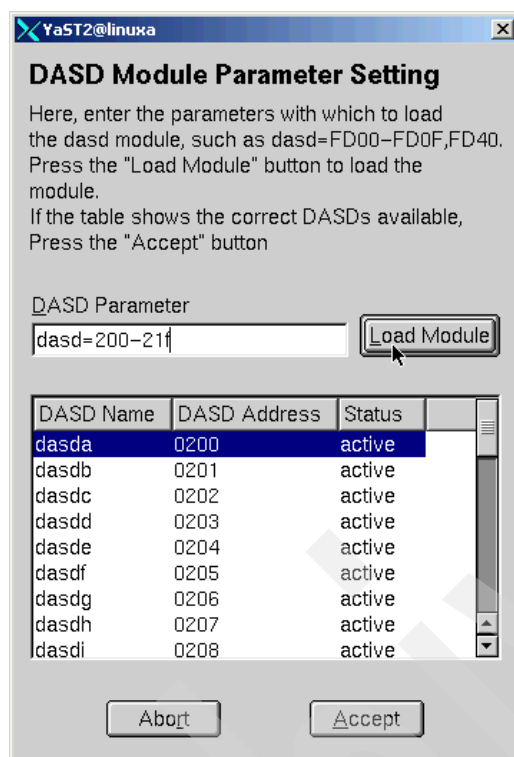 YaST2@linuxa
DASD Module Parameter Setting
Here, enter the parameters with which to load
the dasd module, such as dasd=FD00–FD0F,FD40.
Press the "Load Module" button to load the
module.
If the table shows the correct DASDs available,
Press the "Accept" button
DASD Parameter
dasd=200–21f
Load Module
DASD Name DASD Address Status
dasda 0200 active
dasdb 0201 active
dasdc 0202 active
dasdd 0203 active
dasde 0204 active
dasdf 0205 active
dasdg 0206 active
dasdh 0207 active
dasdi 0208 active
Abort Accept